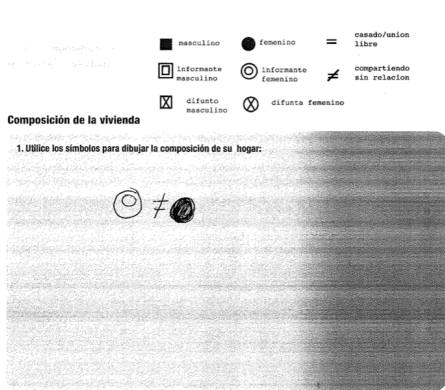 masculino femenino = casado/union libre
informante masculino informante femenino ≠ compartiendo sin relacion
difunto masculino difunta femenino
Composición de la vivienda
1. Utilice los símbolos para dibujar la composición de su hogar:
≠